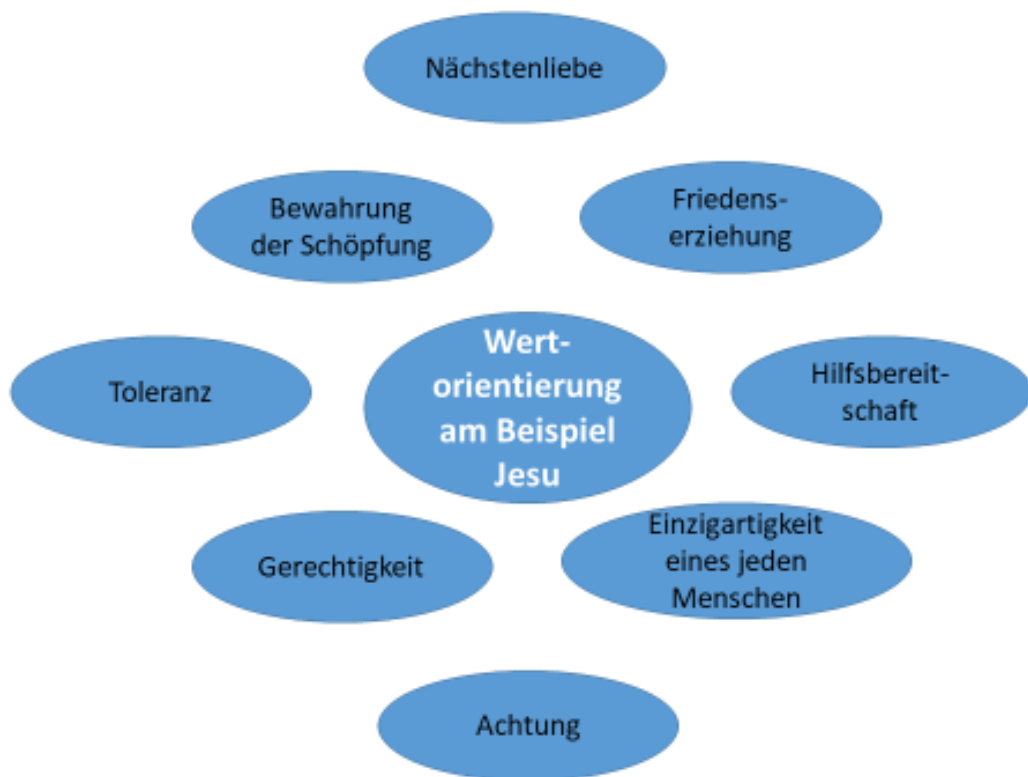 Nächstenliebe
Bewahrung
der Schöpfung
Friedens-
erziehung
Toleranz
Wert-
orientierung
am Beispiel
Jesu
Hilfsbereit-
schaft
Gerechtigkeit
Einzigartigkeit
eines jeden
Menschen
Achtung